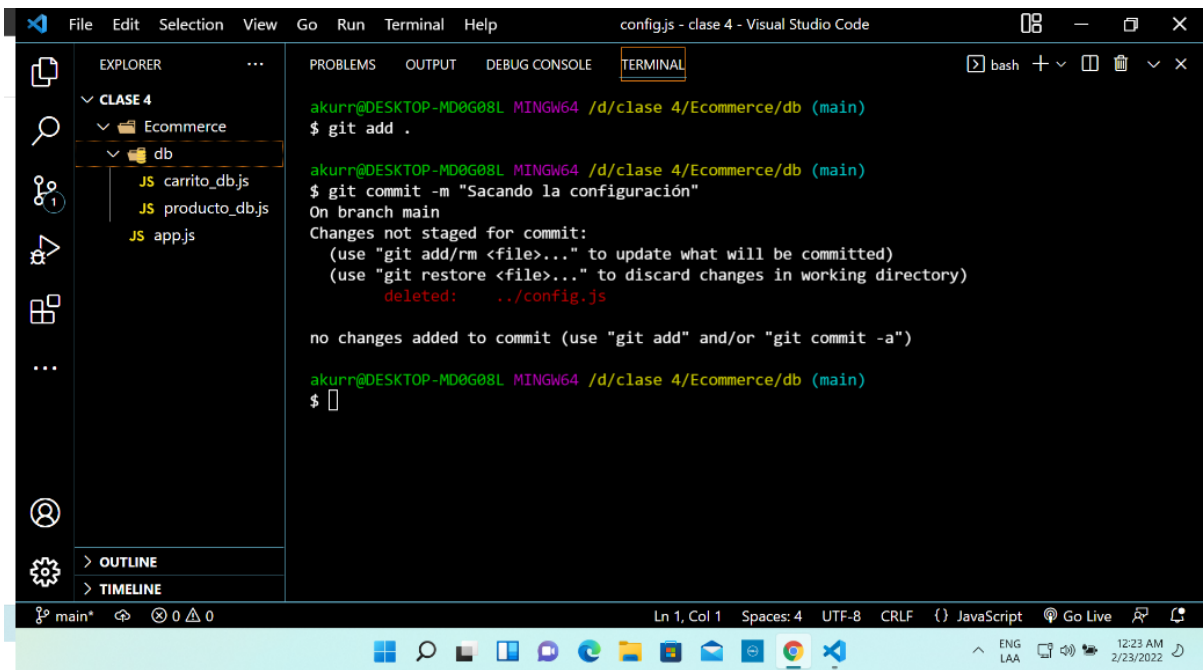 File Edit Selection View Go Run Terminal Help config.js - clase 4 - Visual Studio Code
EXPLORER ...
PROBLEMS OUTPUT DEBUG CONSOLE TERMINAL bash
CLASE 4
Ecommerce
db
JS carrito_db.js
JS producto_db.js
JS app.js
1
akurr@DESKTOP-MD0G08L MINGW64 /d/clase 4/Ecommerce/db (main)
$ git add .
akurr@DESKTOP-MD0G08L MINGW64 /d/clase 4/Ecommerce/db (main)
$ git commit -m "Sacando la configuración"
On branch main
Changes not staged for commit:
(use "git add/rm <file>..." to update what will be committed)
(use "git restore <file>..." to discard changes in working directory)
deleted: ../config.js
no changes added to commit (use "git add" and/or "git commit -a")
akurr@DESKTOP-MD0G08L MINGW64 /d/clase 4/Ecommerce/db (main)
$
OUTLINE
TIMELINE
main* 0 0 Ln 1, Col 1 Spaces: 4 UTF-8 CRLF {} JavaScript Go Live
ENG
LAA
12:23 AM
2/23/2022